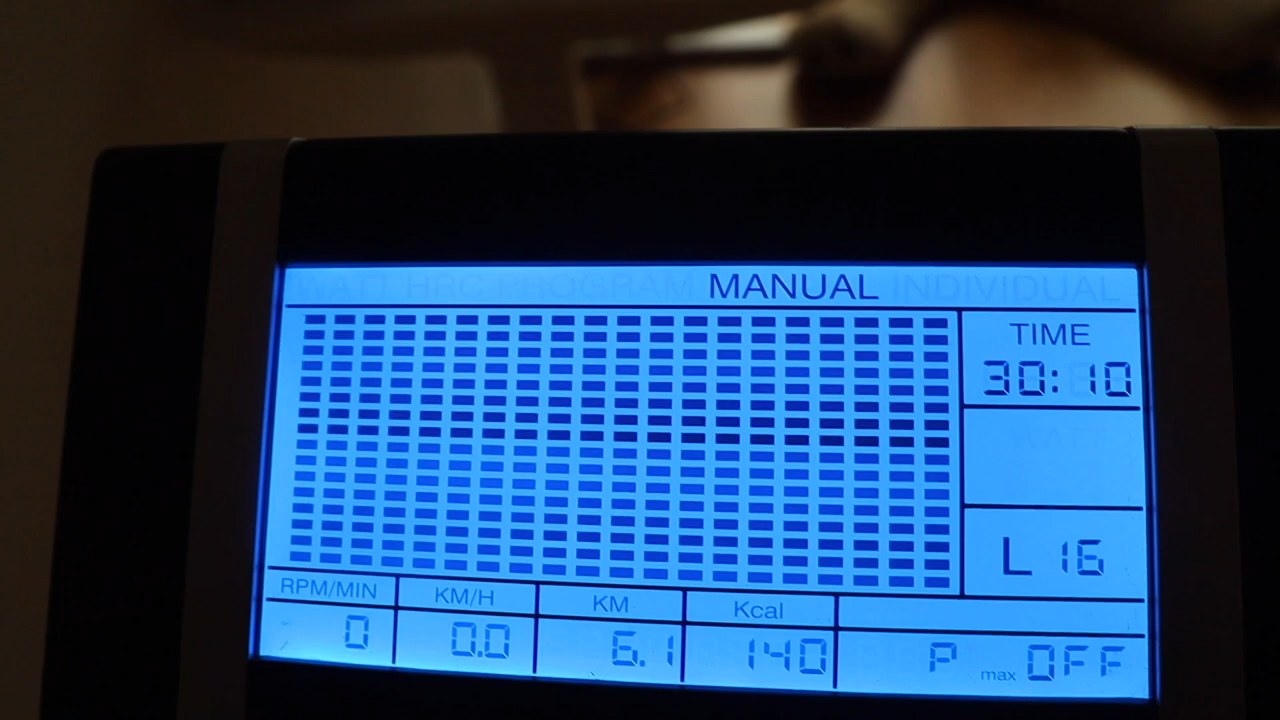 WATT HRC PROGRAM MANUAL INDIVIDUAL
TIME
30:10
WATT
L 16
RPM/MIN KM/H KM Kcal
0 0.0 6.1 140 P max OFF